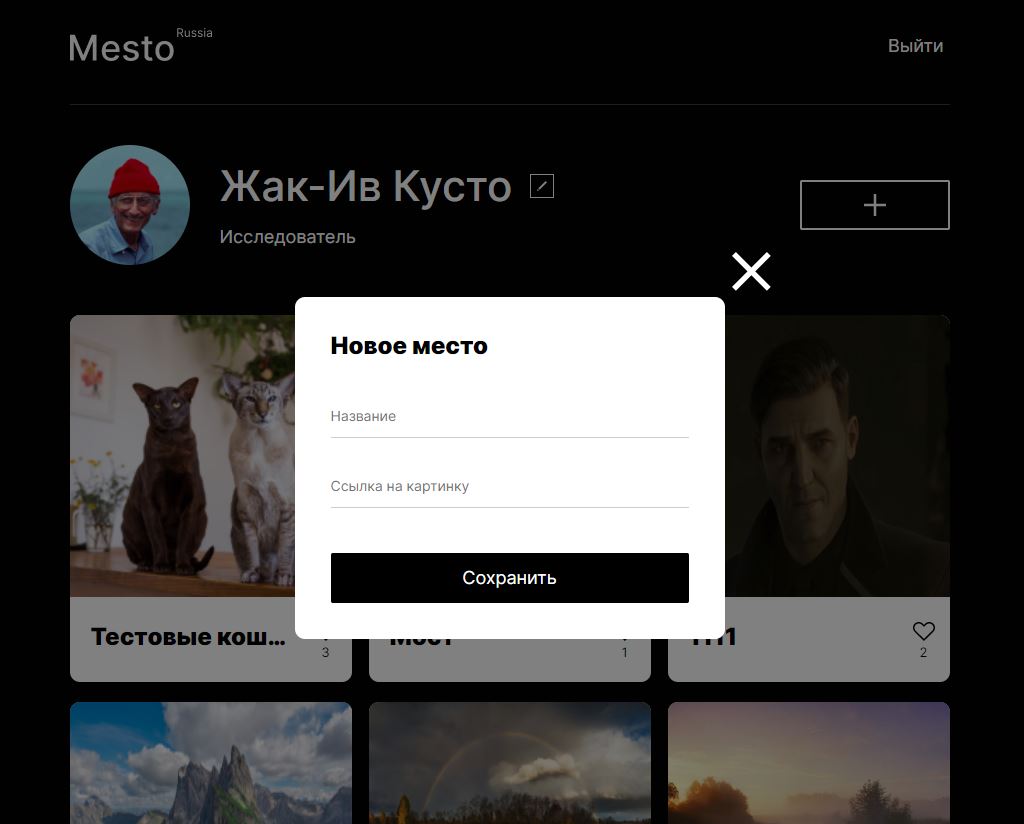 Mesto Russia
Выйти
Жак-Ив Кусто
Исследователь
Новое место
Название
Ссылка на картинку
Сохранить
Тестовые кош...
3
Мост
1
2